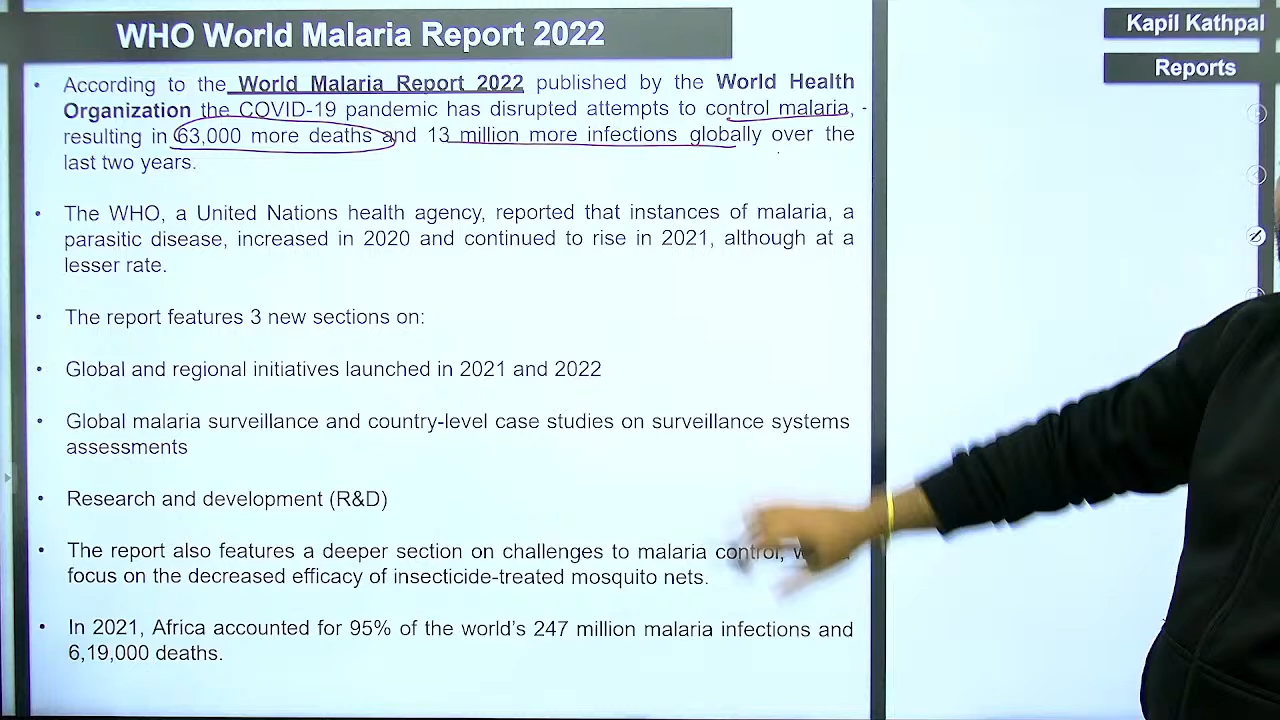 WHO World Malaria Report 2022
Kapil Kathpal
Reports
• According to the World Malaria Report 2022 published by the World Health
Organization the COVID-19 pandemic has disrupted attempts to control malaria,
resulting in 63,000 more deaths and 13 million more infections globally over the
last two years.
• The WHO, a United Nations health agency, reported that instances of malaria, a
parasitic disease, increased in 2020 and continued to rise in 2021, although at a
lesser rate.
• The report features 3 new sections on:
• Global and regional initiatives launched in 2021 and 2022
• Global malaria surveillance and country-level case studies on surveillance systems
assessments
• Research and development (R&D)
• The report also features a deeper section on challenges to malaria control,
focus on the decreased efficacy of insecticide-treated mosquito nets.
• In 2021, Africa accounted for 95% of the world's 247 million malaria infections and
6,19,000 deaths.